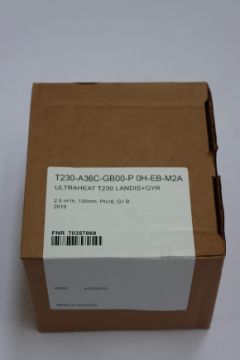 T230-A36C-GB00-P 0H-EB-M2A
ULTRAHEAT T230 LANDIS+GYR
2,5 m³/h, 130mm, PN16, G1 B
2019
FNR 70357869
Made in Germany